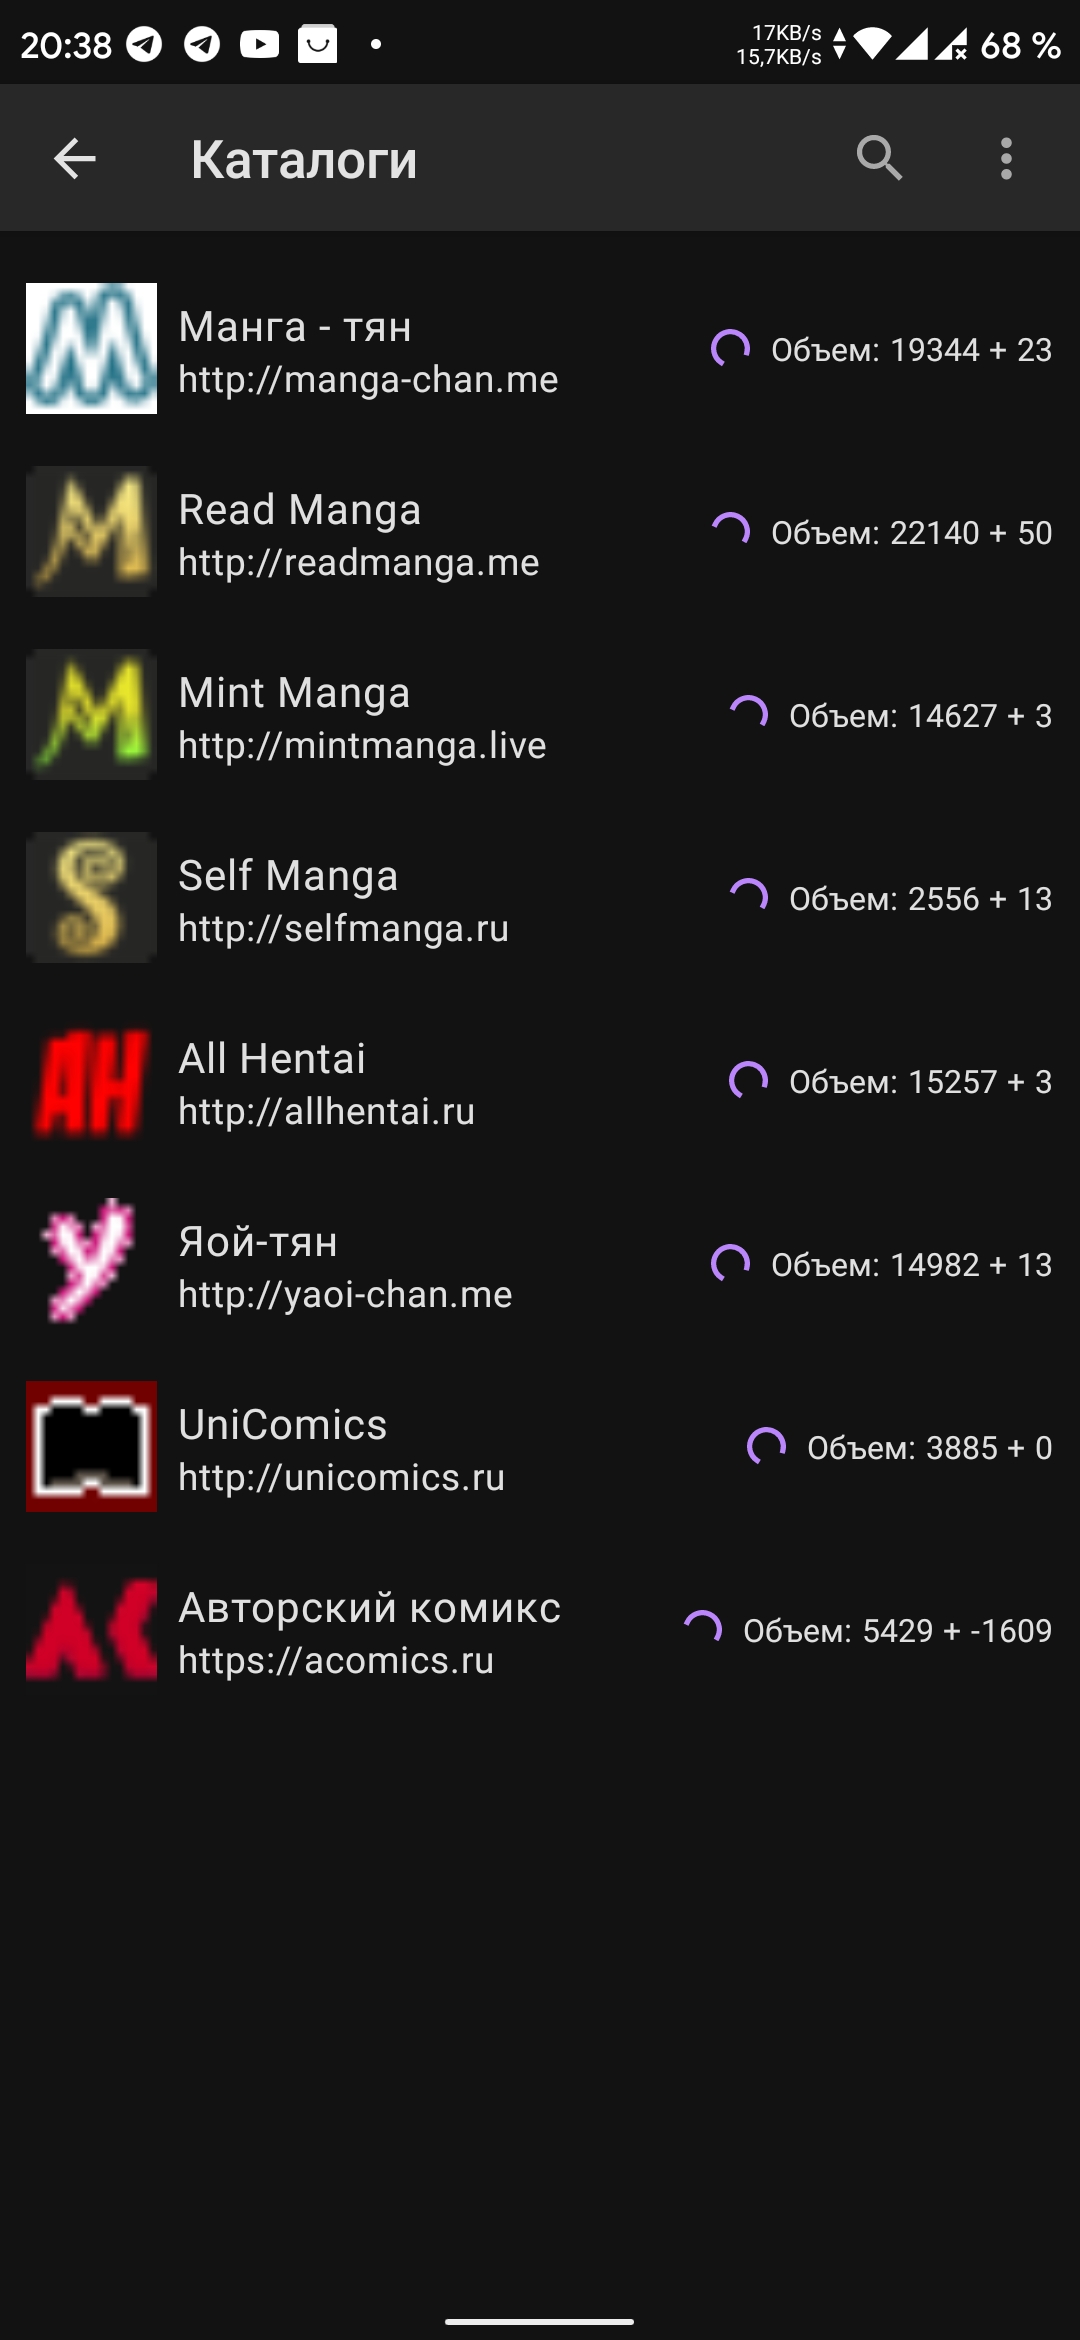 20:38
17KB/s
15,7KB/s
68 %
Каталоги
Манга - тян
http://manga-chan.me
Объем: 19344 + 23
Read Manga
http://readmanga.me
Объем: 22140 + 50
Mint Manga
http://mintmanga.live
Объем: 14627 + 3
Self Manga
http://selfmanga.ru
Объем: 2556 + 13
AH
All Hentai
http://allhentai.ru
Объем: 15257 + 3
Яой-тян
http://yaoi-chan.me
Объем: 14982 + 13
UniComics
http://unicomics.ru
Объем: 3885 + 0
Авторский комикс
https://acomics.ru
Объем: 5429 + -1609